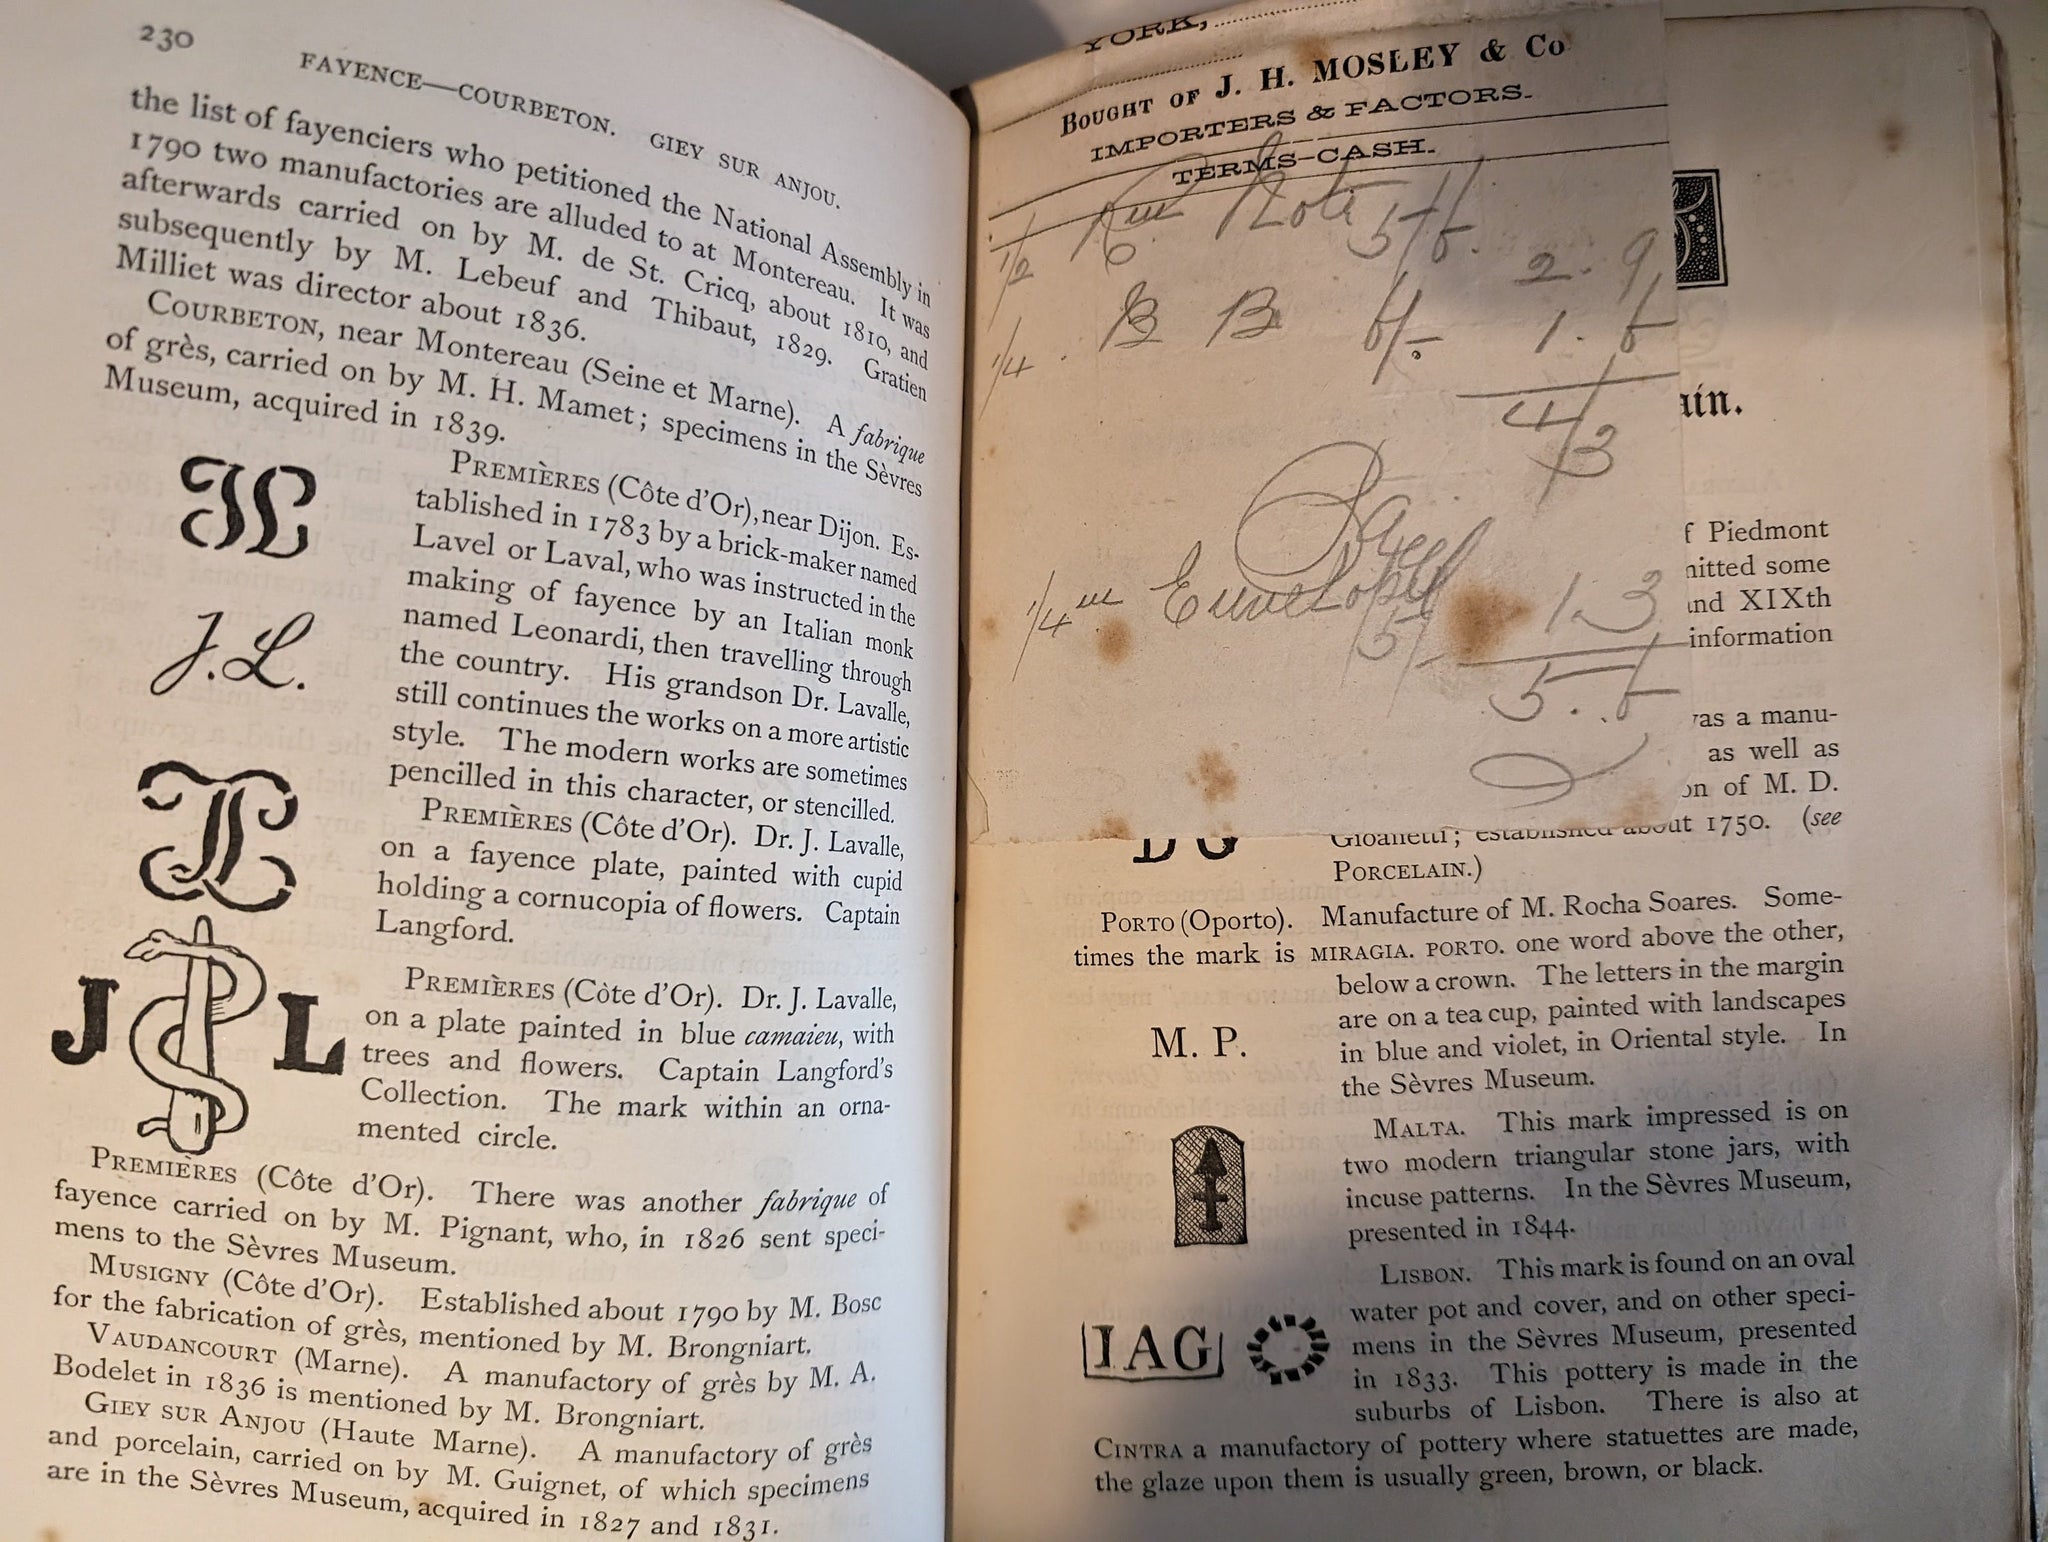 230
FAYENCE—COURBETON. GIEY SUR ANJOU.
the list of fayenciers who petitioned the National Assembly in
1790 two manufactories are alluded to at Montereau. It was
afterwards carried on by M. de St. Cricq, about 1810, and
subsequently by M. Lebeuf and Thibaut, 1829. Gratien
Milliet was director about 1836.
COURBETON, near Montereau (Seine et Marne). A fabrique
of grès, carried on by M. H. Mamet; specimens in the Sèvres
Museum, acquired in 1839.
PREMIÈRES (Côte d'Or), near Dijon. Es-
tablished in 1783 by a brick-maker named
Lavel or Laval, who was instructed in the
making of fayence by an Italian monk
named Leonardi, then travelling through
the country. His grandson Dr. Lavalle,
still continues the works on a more artistic
style. The modern works are sometimes
pencilled in this character, or stencilled.
J.L.
PREMIÈRES (Côte d'Or). Dr. J. Lavalle,
on a fayence plate, painted with cupid
holding a cornucopia of flowers. Captain
Langford.
J L
PREMIÈRES (Còte d'Or). Dr. J. Lavalle,
on a plate painted in blue camaieu, with
trees and flowers. Captain Langford's
Collection. The mark within an orna-
mented circle.
PREMIÈRES (Côte d'Or). There was another fabrique of
fayence carried on by M. Pignant, who, in 1826 sent speci-
mens to the Sèvres Museum.
MUSIGNY (Côte d'Or). Established about 1790 by M. Bosc
for the fabrication of grès, mentioned by M. Brongniart.
VAUDANCOURT (Marne). A manufactory of grès by M. A.
Bodelet in 1836 is mentioned by M. Brongniart.
GIEY SUR ANJOU (Haute Marne). A manufactory of grès
and porcelain, carried on by M. Guignet, of which specimens
are in the Sèvres Museum, acquired in 1827 and 1831.
YORK,
BOUGHT OF J. H. MOSLEY & Co
IMPORTERS & FACTORS.
TERMS-CASH.
1/2 Note 5/6. 2. 9
1/4 B B 6/- 1. 6
4/3
1/4 5/- 1.3
5. 6
ain.
f Piedmont
mitted some
and XIXth
information
was a manu-
as well as
on of M. D.
Gioanetti; established about 1750. (see
PORCELAIN.)
PORTO (Oporto). Manufacture of M. Rocha Soares. Some-
times the mark is MIRAGIA. PORTO. one word above the other,
below a crown. The letters in the margin
are on a tea cup, painted with landscapes
in blue and violet, in Oriental style. In
the Sèvres Museum.
M. P.
MALTA. This mark impressed is on
two modern triangular stone jars, with
incuse patterns. In the Sèvres Museum,
presented in 1844.
LISBON. This mark is found on an oval
water pot and cover, and on other speci-
mens in the Sèvres Museum, presented
in 1833. This pottery is made in the
suburbs of Lisbon. There is also at
IAG
CINTRA a manufactory of pottery where statuettes are made,
the glaze upon them is usually green, brown, or black.